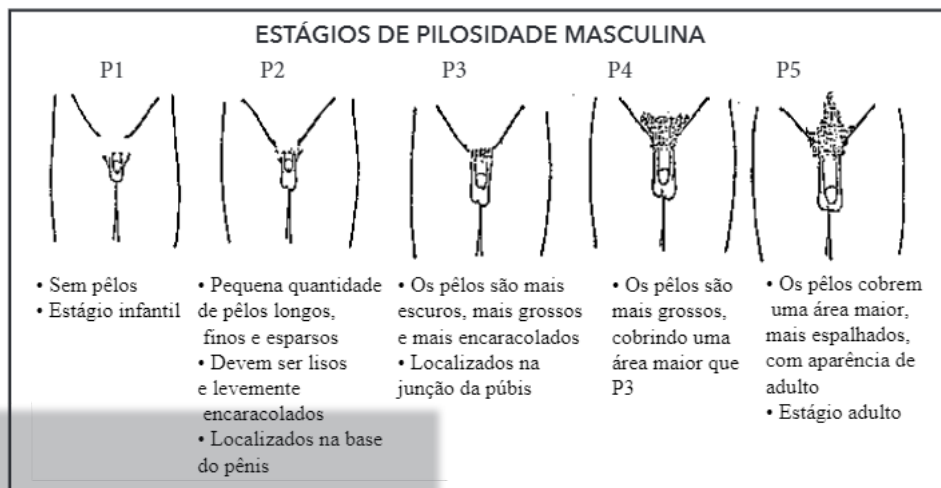 ESTÁGIOS DE PILOSIDADE MASCULINA
P1
P2
P3
P4
P5
• Sem pêlos
• Estágio infantil
• Pequena quantidade
de pêlos longos,
finos e esparsos
• Devem ser lisos
e levemente
encaracolados
• Localizados na base
do pênis
• Os pêlos são mais
escuros, mais grossos
e mais encaracolados
• Localizados na
junção da púbis
• Os pêlos são
mais grossos,
cobrindo uma
área maior que
P3
• Os pêlos cobrem
uma área maior,
mais espalhados,
com aparência de
adulto
• Estágio adulto